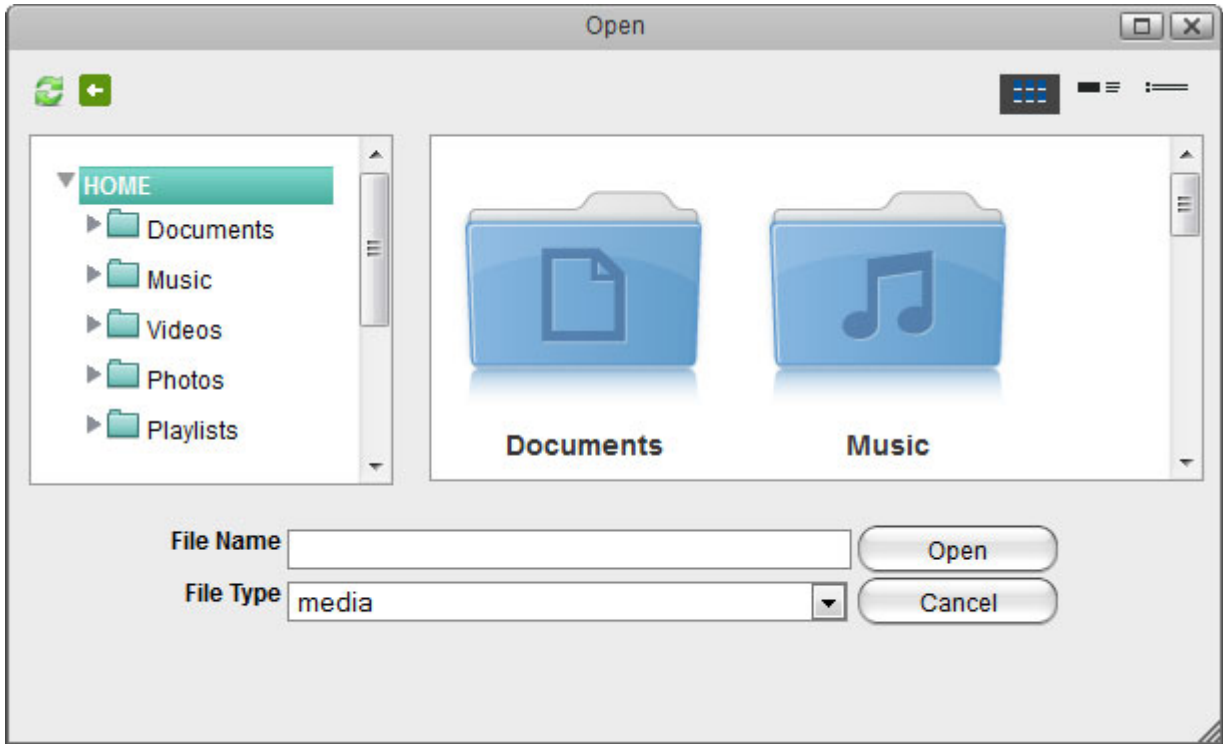 Open
HOME
Documents
Music
Videos
Photos
Playlists
Documents
Music
File Name
Open
File Type
media
Cancel